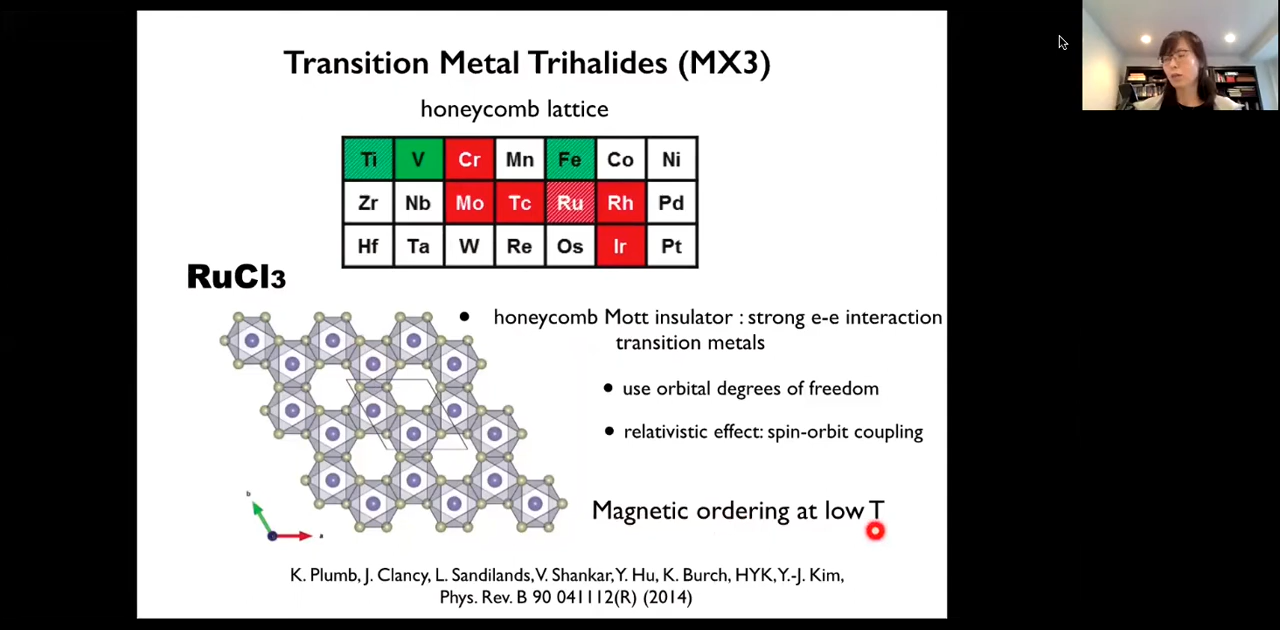 Transition Metal Trihalides (MX3)
honeycomb lattice
Ti V Cr Mn Fe Co Ni
Zr Nb Mo Tc Ru Rh Pd
Hf Ta W Re Os Ir Pt
RuCl3
• honeycomb Mott insulator : strong e-e interaction
transition metals
• use orbital degrees of freedom
• relativistic effect: spin-orbit coupling
b
a
Magnetic ordering at low T
K. Plumb, J. Clancy, L. Sandilands, V. Shankar, Y. Hu, K. Burch, HYK, Y.-J. Kim,
Phys. Rev. B 90 041112(R) (2014)